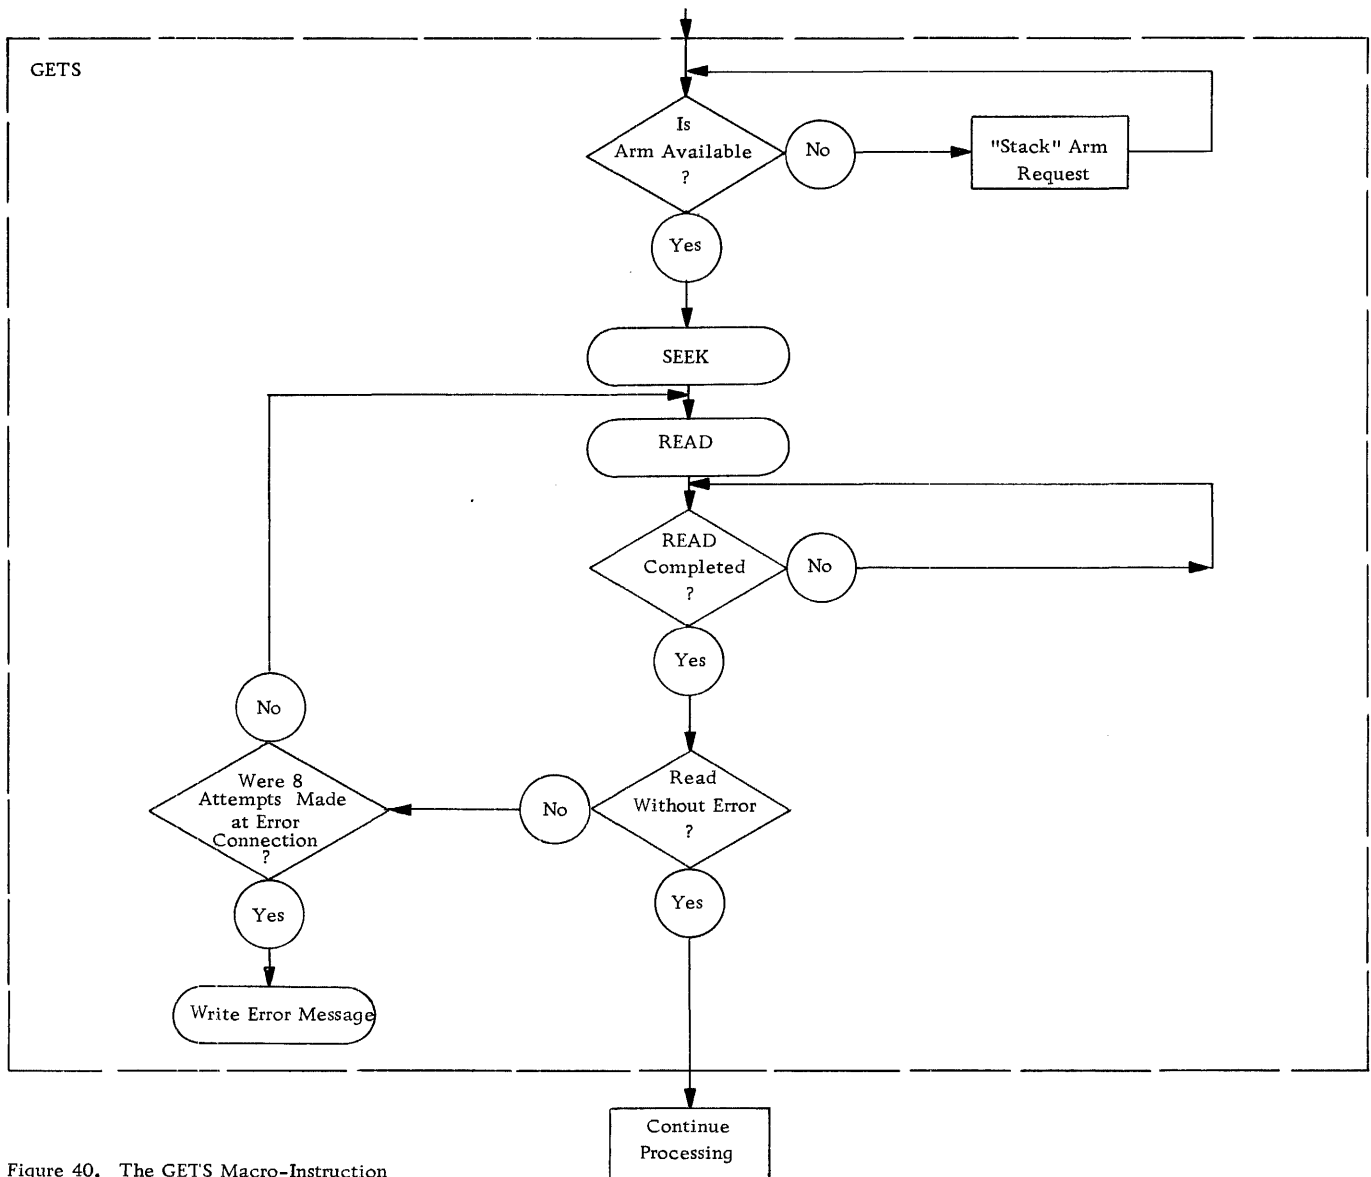 GETS
Is
Arm Available
?
No
"Stack" Arm
Request
Yes
SEEK
READ
READ
Completed
?
No
Yes
No
Read
Without Error
?
No
Were 8
Attempts Made
at Error
Connection
?
Yes
Yes
Write Error Message
Continue
Processing
Figure 40. The GETS Macro-Instruction